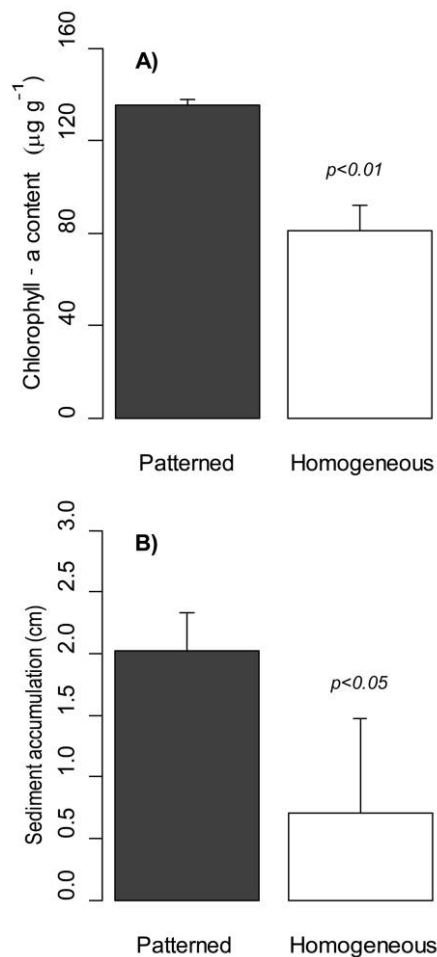 A)
Chlorophyll - a content (μg g⁻¹)
160
120
80
40
0
p<0.01
Patterned Homogeneous
B)
Sediment accumulation (cm)
3.0
2.5
2.0
1.5
1.0
0.5
0.0
p<0.05
Patterned Homogeneous